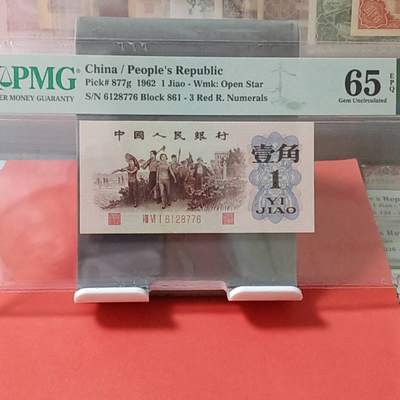 PMG
ER MONEY GUARANTY
China / People's Republic
Pick# 877g 1962 1 Jiao - Wmk: Open Star
S/N 6128776 Block 861 - 3 Red R. Numerals
65 EPQ
Gem Uncirculated
中国人民银行
壹角
1
YI
JIAO
ⅧⅥⅠ6128776